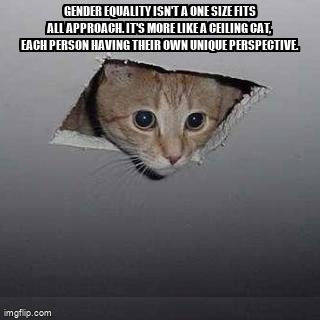 GENDER EQUALITY ISN'T A ONE SIZE FITS
ALL APPROACH. IT'S MORE LIKE A CEILING CAT,
EACH PERSON HAVING THEIR OWN UNIQUE PERSPECTIVE.
imgflip.com